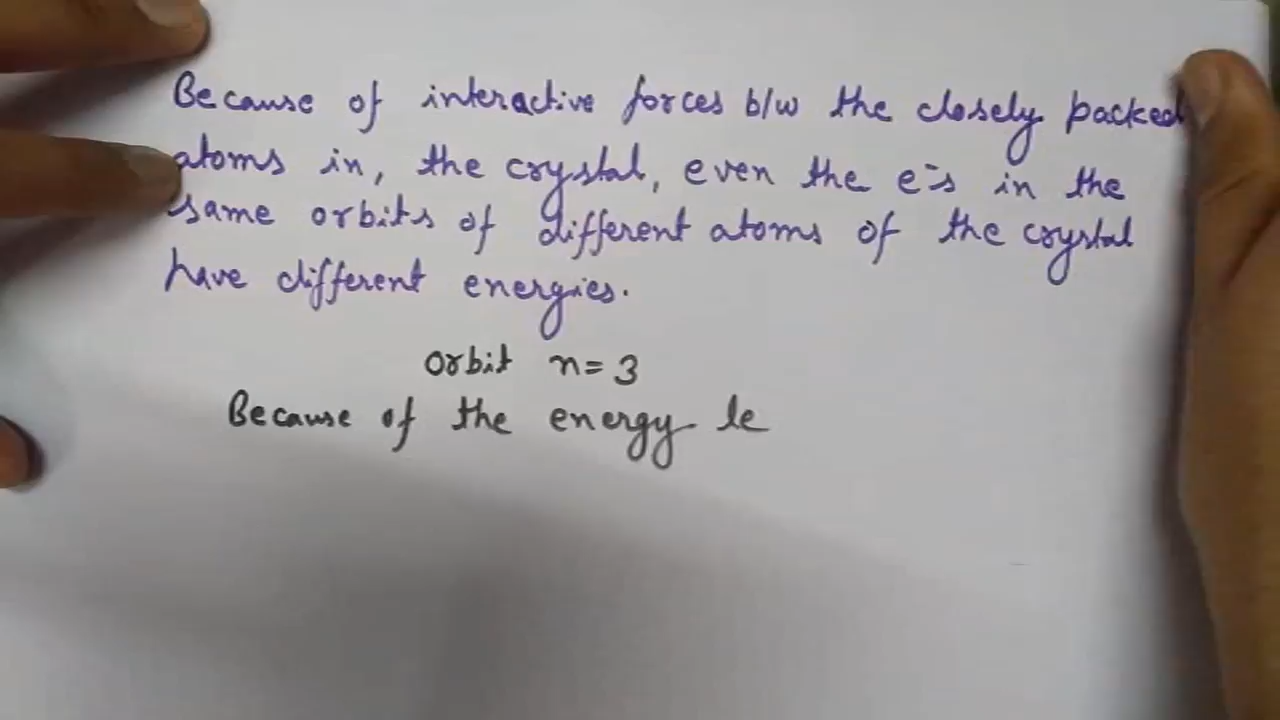 Because of interactive forces b/w the closely packed
atoms in, the crystal, even the e⁻s in the
same orbits of different atoms of the crystal
have different energies.
orbit n=3
Because of the energy le